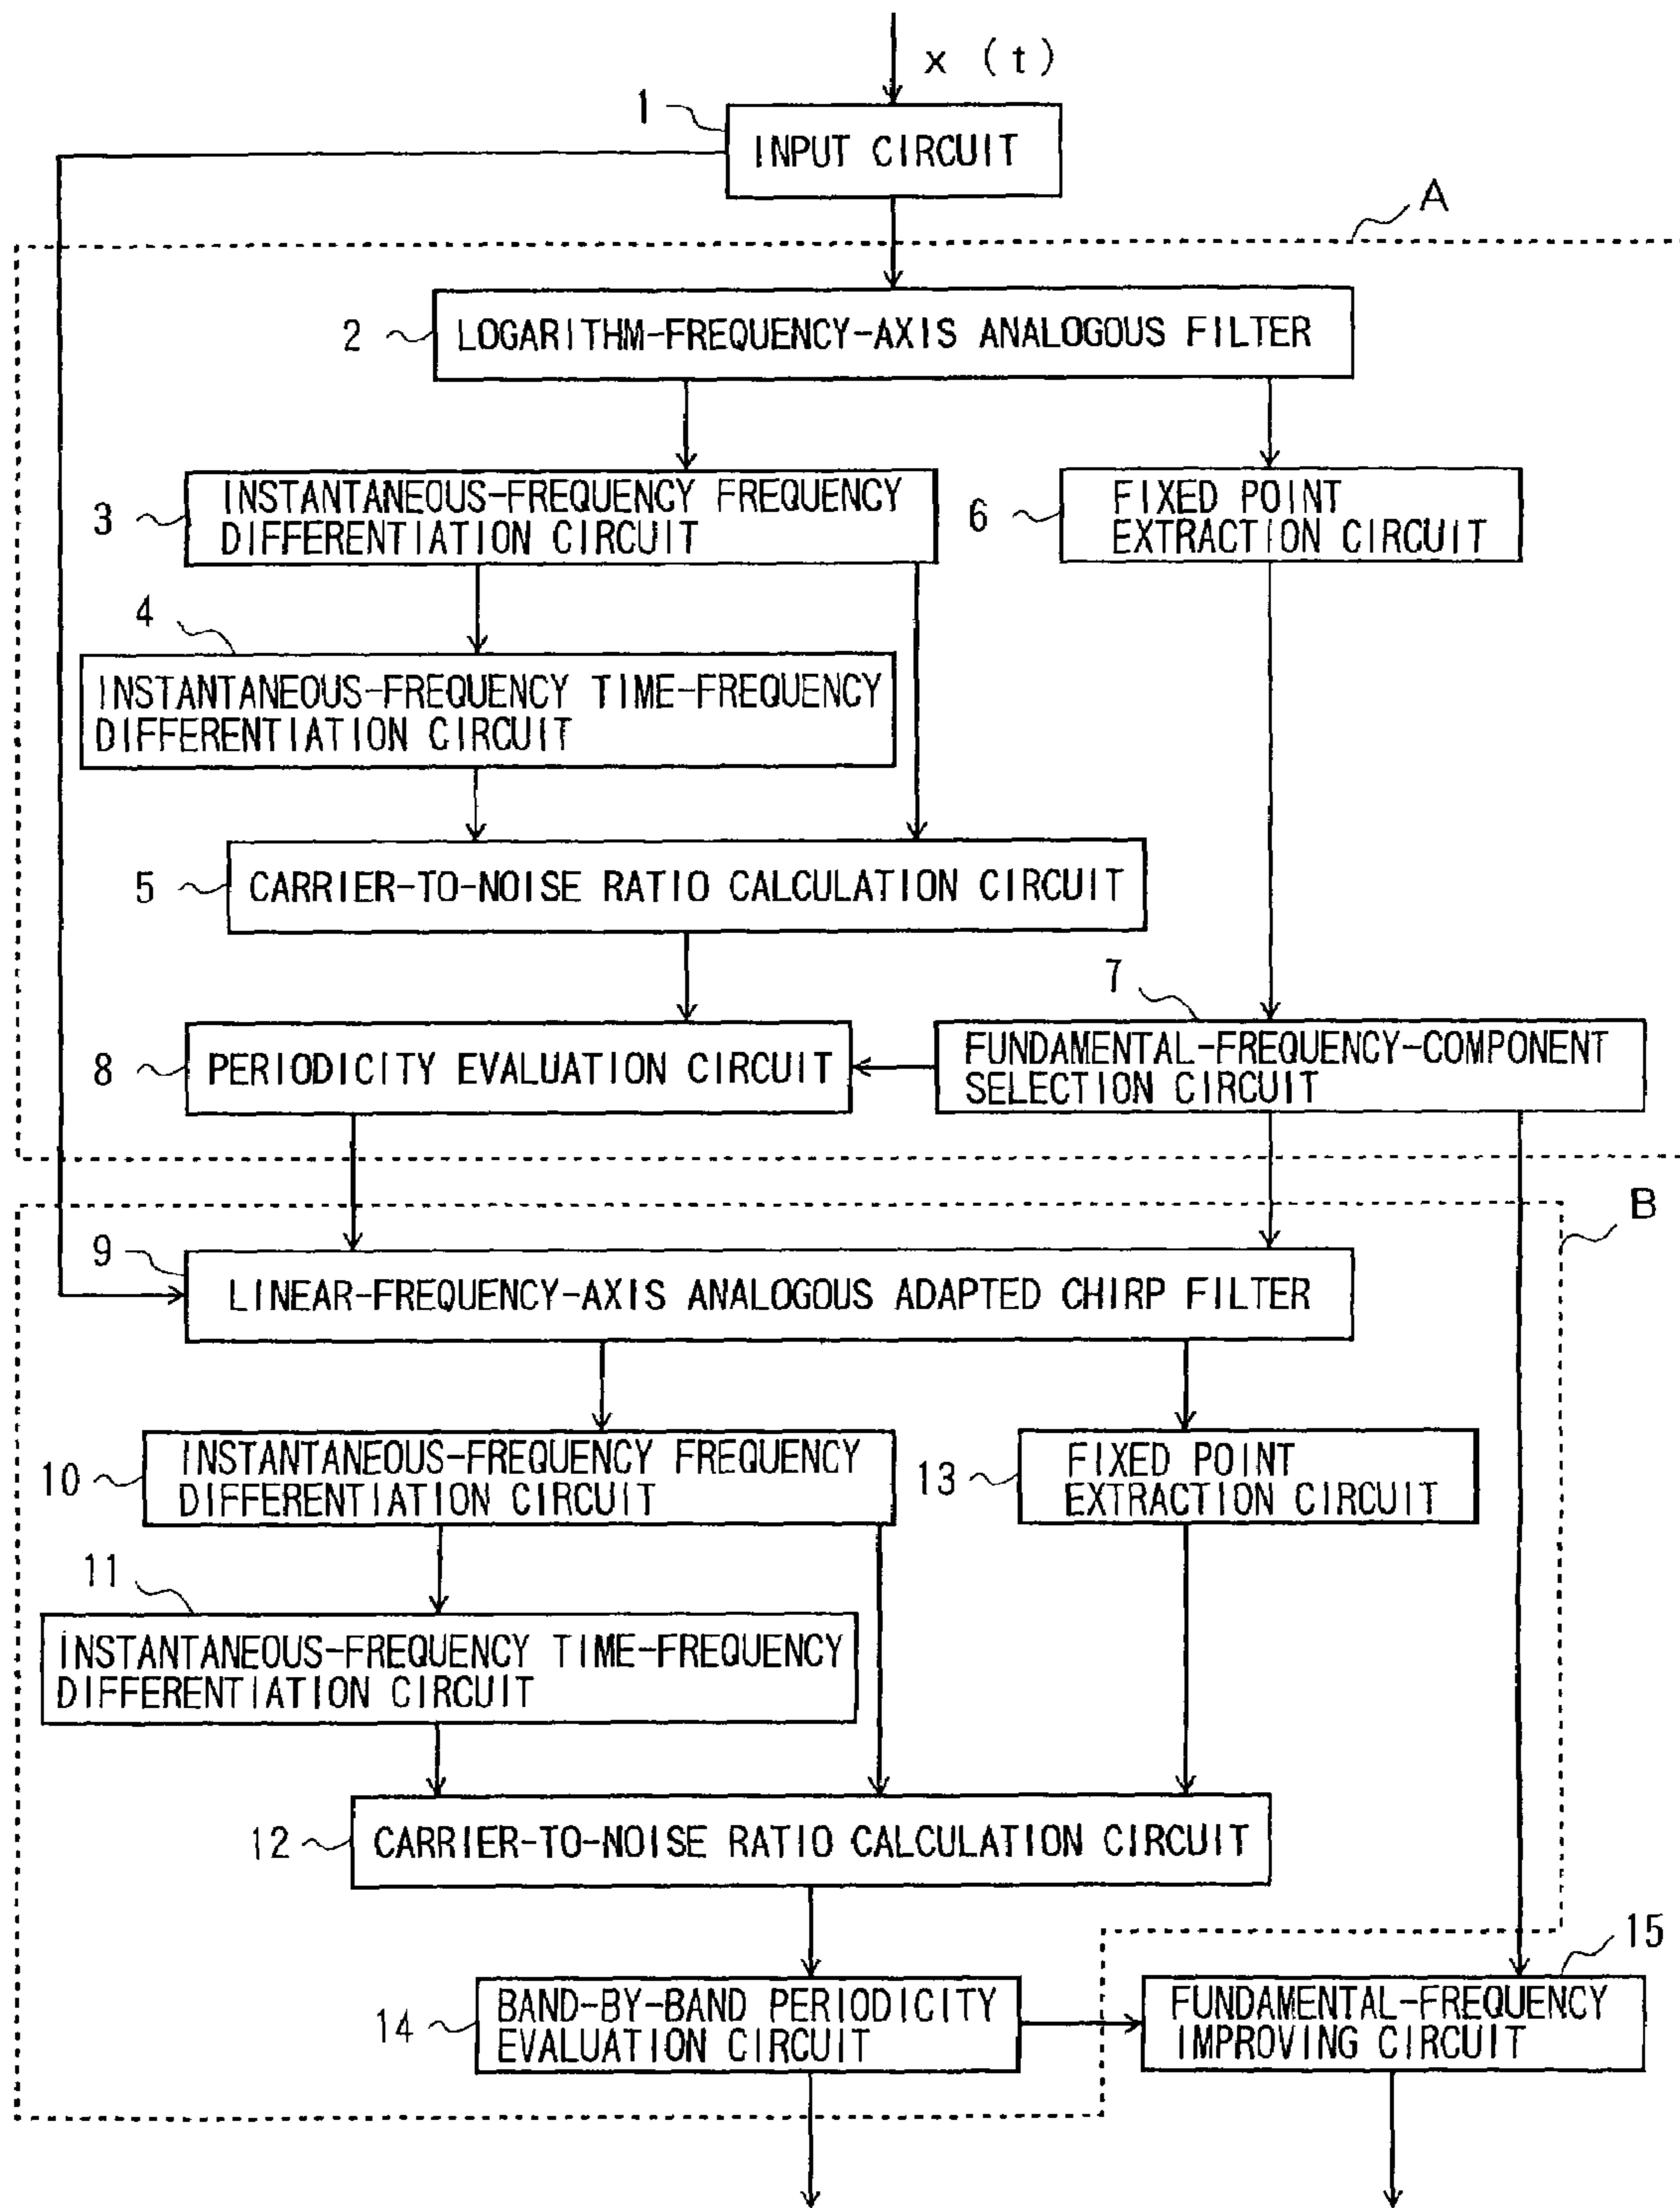 x (t)
1
INPUT CIRCUIT
A
2
LOGARITHM-FREQUENCY-AXIS ANALOGOUS FILTER
3
INSTANTANEOUS-FREQUENCY FREQUENCY
DIFFERENTIATION CIRCUIT
6
FIXED POINT
EXTRACTION CIRCUIT
4
INSTANTANEOUS-FREQUENCY TIME-FREQUENCY
DIFFERENTIATION CIRCUIT
5
CARRIER-TO-NOISE RATIO CALCULATION CIRCUIT
7
8
PERIODICITY EVALUATION CIRCUIT
FUNDAMENTAL-FREQUENCY-COMPONENT
SELECTION CIRCUIT
B
9
LINEAR-FREQUENCY-AXIS ANALOGOUS ADAPTED CHIRP FILTER
10
INSTANTANEOUS-FREQUENCY FREQUENCY
DIFFERENTIATION CIRCUIT
13
FIXED POINT
EXTRACTION CIRCUIT
11
INSTANTANEOUS-FREQUENCY TIME-FREQUENCY
DIFFERENTIATION CIRCUIT
12
CARRIER-TO-NOISE RATIO CALCULATION CIRCUIT
15
14
BAND-BY-BAND PERIODICITY
EVALUATION CIRCUIT
FUNDAMENTAL-FREQUENCY
IMPROVING CIRCUIT